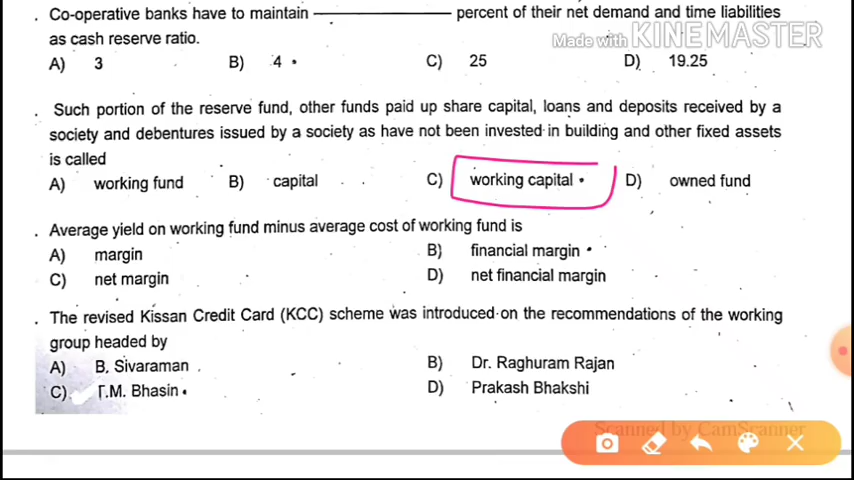 . Co-operative banks have to maintain ——————— percent of their net demand and time liabilities
Made with KINEMASTER
as cash reserve ratio.
A) 3 B) 4 C) 25 D) 19.25
. Such portion of the reserve fund, other funds paid up share capital, loans and deposits received by a
society and debentures issued by a society as have not been invested in building and other fixed assets
is called
A) working fund B) capital C) working capital D) owned fund
. Average yield on working fund minus average cost of working fund is
A) margin B) financial margin
C) net margin D) net financial margin
. The revised Kissan Credit Card (KCC) scheme was introduced on the recommendations of the working
group headed by
A) B. Sivaraman B) Dr. Raghuram Rajan
C) T.M. Bhasin D) Prakash Bhakshi
Scanned by CamScanner